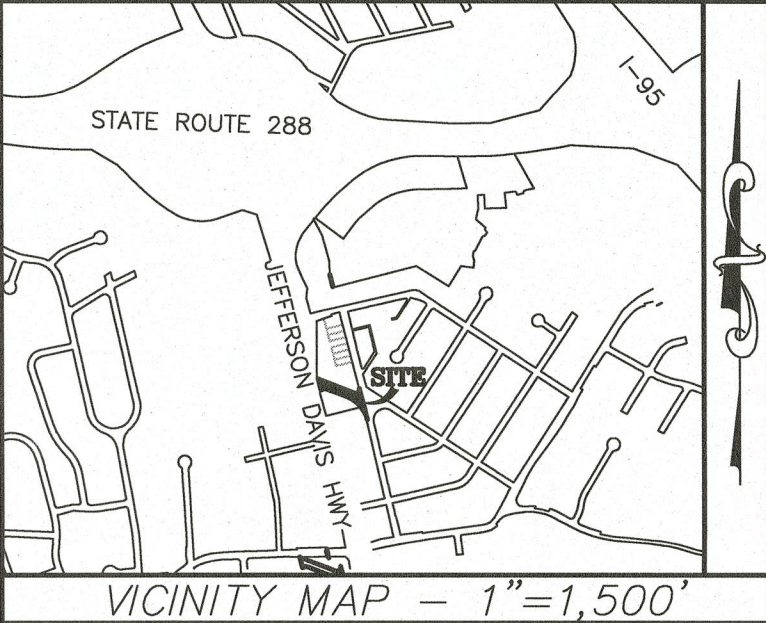 I-95
STATE ROUTE 288
JEFFERSON DAVIS HWY
SITE
VICINITY MAP - 1"=1,500'